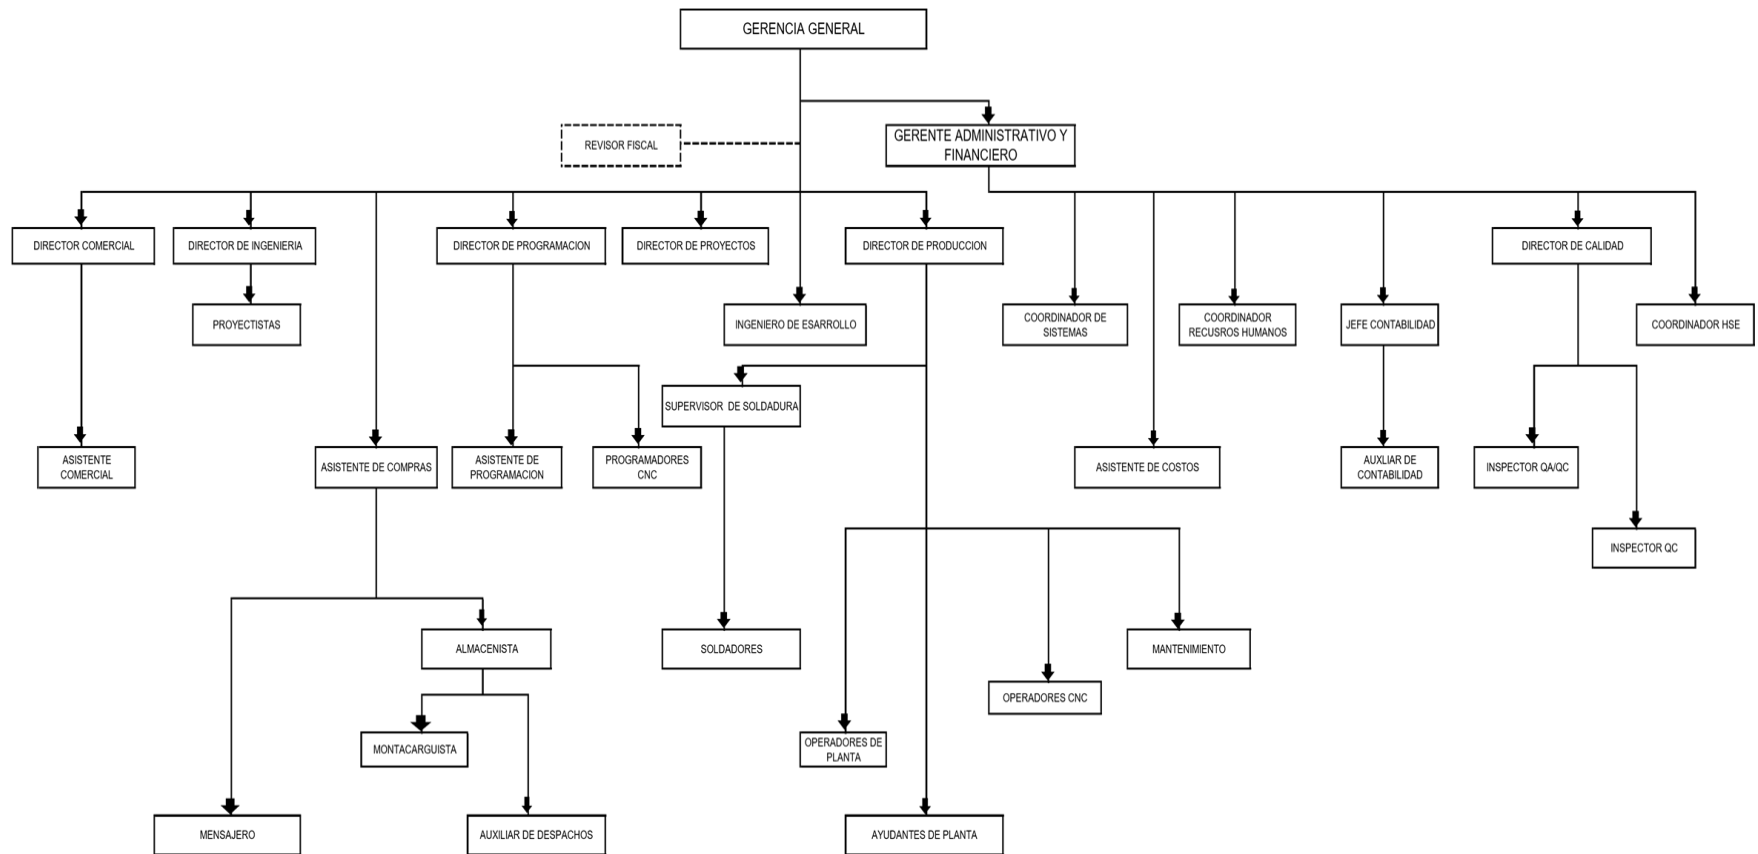 GERENCIA GENERAL
REVISOR FISCAL
GERENTE ADMINISTRATIVO Y
FINANCIERO
DIRECTOR COMERCIAL
DIRECTOR DE INGENIERIA
DIRECTOR DE PROGRAMACION
DIRECTOR DE PROYECTOS
DIRECTOR DE PRODUCCION
DIRECTOR DE CALIDAD
PROYECTISTAS
INGENIERO DE ESARROLLO
COORDINADOR DE
SISTEMAS
COORDINADOR
RECUSROS HUMANOS
JEFE CONTABILIDAD
COORDINADOR HSE
SUPERVISOR DE SOLDADURA
ASISTENTE
COMERCIAL
ASISTENTE DE COMPRAS
ASISTENTE DE
PROGRAMACION
PROGRAMADORES
CNC
ASISTENTE DE COSTOS
AUXLIAR DE
CONTABILIDAD
INSPECTOR QA/QC
INSPECTOR QC
ALMACENISTA
SOLDADORES
MANTENIMIENTO
OPERADORES CNC
MONTACARGUISTA
OPERADORES DE
PLANTA
MENSAJERO
AUXILIAR DE DESPACHOS
AYUDANTES DE PLANTA